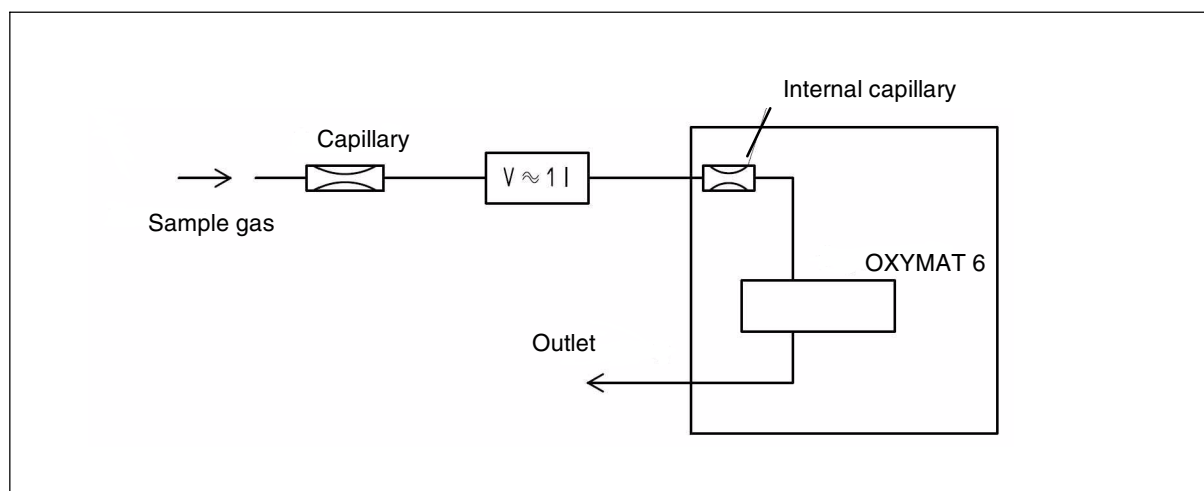 Internal capillary
Capillary
V ≈ 1 l
Sample gas
OXYMAT 6
Outlet